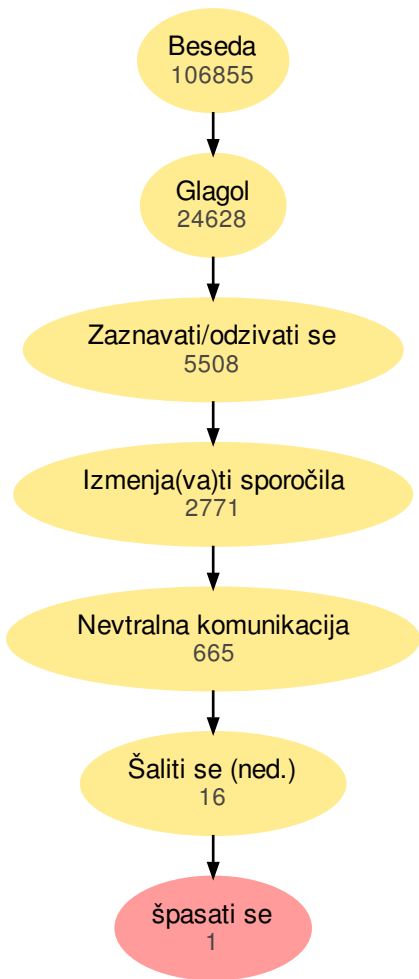 Beseda
106855
Glagol
24628
Zaznavati/odzivati se
5508
Izmenja(va)ti sporočila
2771
Nevtralna komunikacija
665
Šaliti se (ned.)
16
špasati se
1